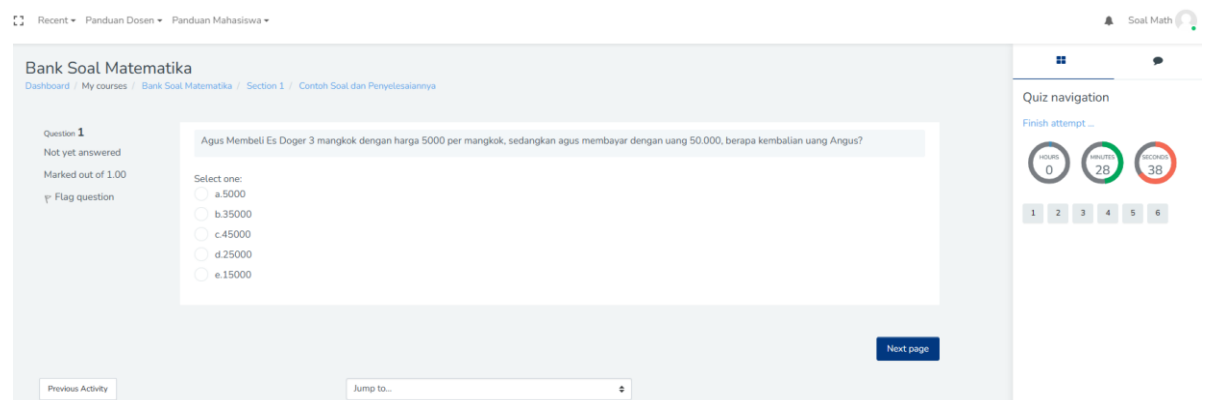 Recent Panduan Dosen Panduan Mahasiswa
Soal Math
Bank Soal Matematika
Dashboard / My courses / Bank Soal Matematika / Section 1 / Contoh Soal dan Penyelesaiannya
Question 1
Not yet answered
Marked out of 1.00
Flag question
Agus Membeli Es Doger 3 mangkok dengan harga 5000 per mangkok, sedangkan agus membayar dengan uang 50.000, berapa kembalian uang Angus?
Select one:
a.5000
b.35000
c.45000
d.25000
e.15000
Next page
Previous Activity
Jump to...
Quiz navigation
Finish attempt ...
HOURS
0
MINUTES
28
SECONDS
38
1 2 3 4 5 6